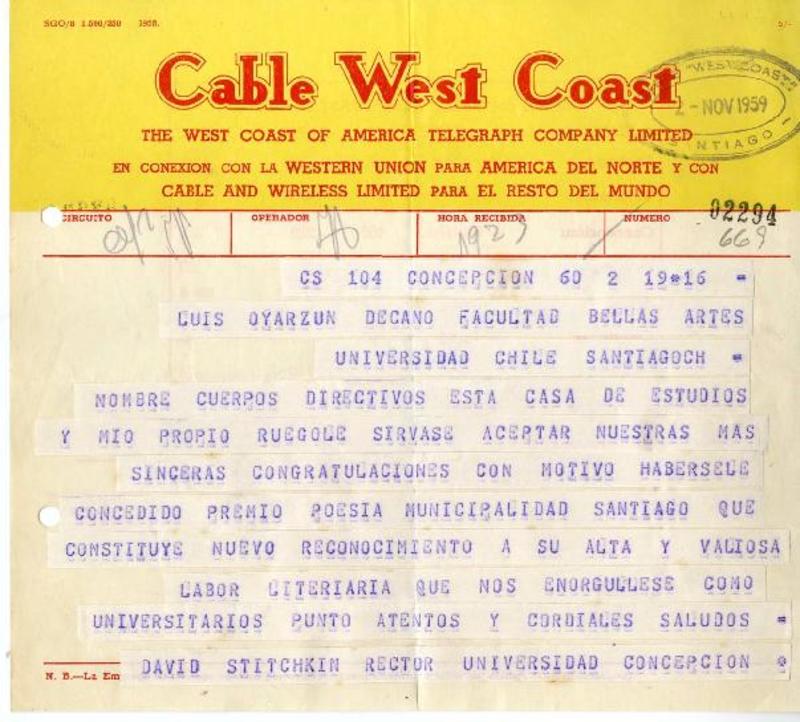 SGO/8 1.500/250 1958. 5/-
Cable West Coast
"WEST COAST"
2 - NOV 1959
SANTIAGO
THE WEST COAST OF AMERICA TELEGRAPH COMPANY LIMITED
EN CONEXION CON LA WESTERN UNION PARA AMERICA DEL NORTE Y CON
CABLE AND WIRELESS LIMITED PARA EL RESTO DEL MUNDO
CIRCUITO OPERADOR HORA RECIBIDA NUMERO 02294
1927 669
CS 104 CONCEPCION 60 2 19*16 =
LUIS OYARZUN DECANO FACULTAD BELLAS ARTES
UNIVERSIDAD CHILE SANTIAGOCH =
NOMBRE CUERPOS DIRECTIVOS ESTA CASA DE ESTUDIOS
Y MIO PROPIO RUEGOLE SIRVASE ACEPTAR NUESTRAS MAS
SINCERAS CONGRATULACIONES CON MOTIVO HABERSELE
CONCEDIDO PREMIO POESIA MUNICIPALIDAD SANTIAGO QUE
CONSTITUYE NUEVO RECONOCIMIENTO A SU ALTA Y VALIOSA
LABOR LITERIARIA QUE NOS ENORGULLESE COMO
UNIVERSITARIOS PUNTO ATENTOS Y CORDIALES SALUDOS =
DAVID STITCHKIN RECTOR UNIVERSIDAD CONCEPCION *
N. B.—La Em